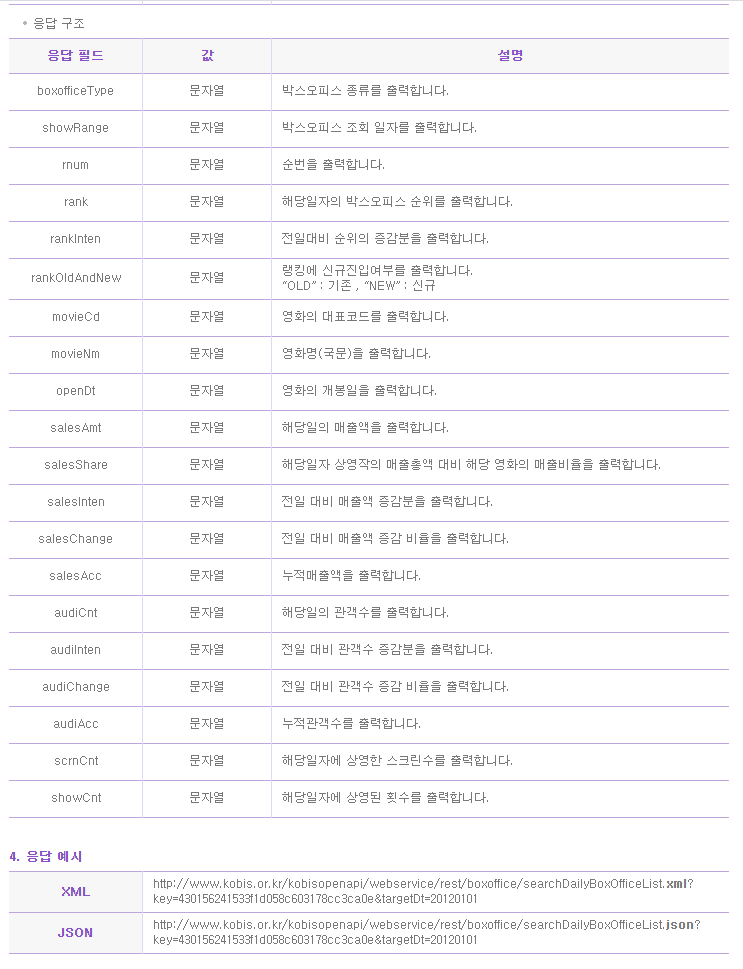 • 응답 구조
응답 필드 값 설명
boxofficeType 문자열 박스오피스 종류를 출력합니다.
showRange 문자열 박스오피스 조회 일자를 출력합니다.
rnum 문자열 순번을 출력합니다.
rank 문자열 해당일자의 박스오피스 순위를 출력합니다.
rankInten 문자열 전일대비 순위의 증감분을 출력합니다.
rankOldAndNew 문자열 랭킹에 신규진입여부를 출력합니다.
“OLD” : 기존 , “NEW” : 신규
movieCd 문자열 영화의 대표코드를 출력합니다.
movieNm 문자열 영화명(국문)을 출력합니다.
openDt 문자열 영화의 개봉일을 출력합니다.
salesAmt 문자열 해당일의 매출액을 출력합니다.
salesShare 문자열 해당일자 상영작의 매출총액 대비 해당 영화의 매출비율을 출력합니다.
salesInten 문자열 전일 대비 매출액 증감분을 출력합니다.
salesChange 문자열 전일 대비 매출액 증감 비율을 출력합니다.
salesAcc 문자열 누적매출액을 출력합니다.
audiCnt 문자열 해당일의 관객수를 출력합니다.
audiInten 문자열 전일 대비 관객수 증감분을 출력합니다.
audiChange 문자열 전일 대비 관객수 증감 비율을 출력합니다.
audiAcc 문자열 누적관객수를 출력합니다.
scrnCnt 문자열 해당일자에 상영한 스크린수를 출력합니다.
showCnt 문자열 해당일자에 상영된 횟수를 출력합니다.
4. 응답 예시
XML http://www.kobis.or.kr/kobisopenapi/webservice/rest/boxoffice/searchDailyBoxOfficeList.xml?
key=430156241533f1d058c603178cc3ca0e&targetDt=20120101
JSON http://www.kobis.or.kr/kobisopenapi/webservice/rest/boxoffice/searchDailyBoxOfficeList.json?
key=430156241533f1d058c603178cc3ca0e&targetDt=20120101